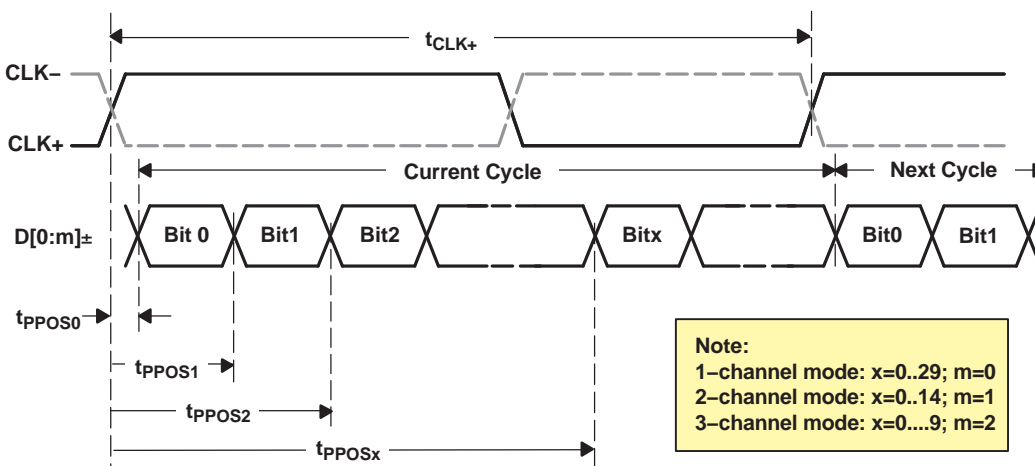 tCLK+
CLK–
CLK+
Current Cycle
Next Cycle
D[0:m]±
Bit 0
Bit1
Bit2
Bitx
Bit0
Bit1
tPPOS0
tPPOS1
tPPOS2
tPPOSx
Note:
1–channel mode: x=0..29; m=0
2–channel mode: x=0..14; m=1
3–channel mode: x=0....9; m=2